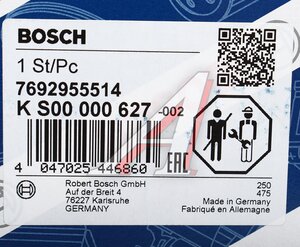 BOSCH
1 St/Pc
7692955514
K S00 000 627 -002
4 047025 446860
EAC
BOSCH
Robert Bosch GmbH
Auf der Breit 4
76227 Karlsruhe
GERMANY
250
475
Made in Germany
Fabriqué en Allemagne